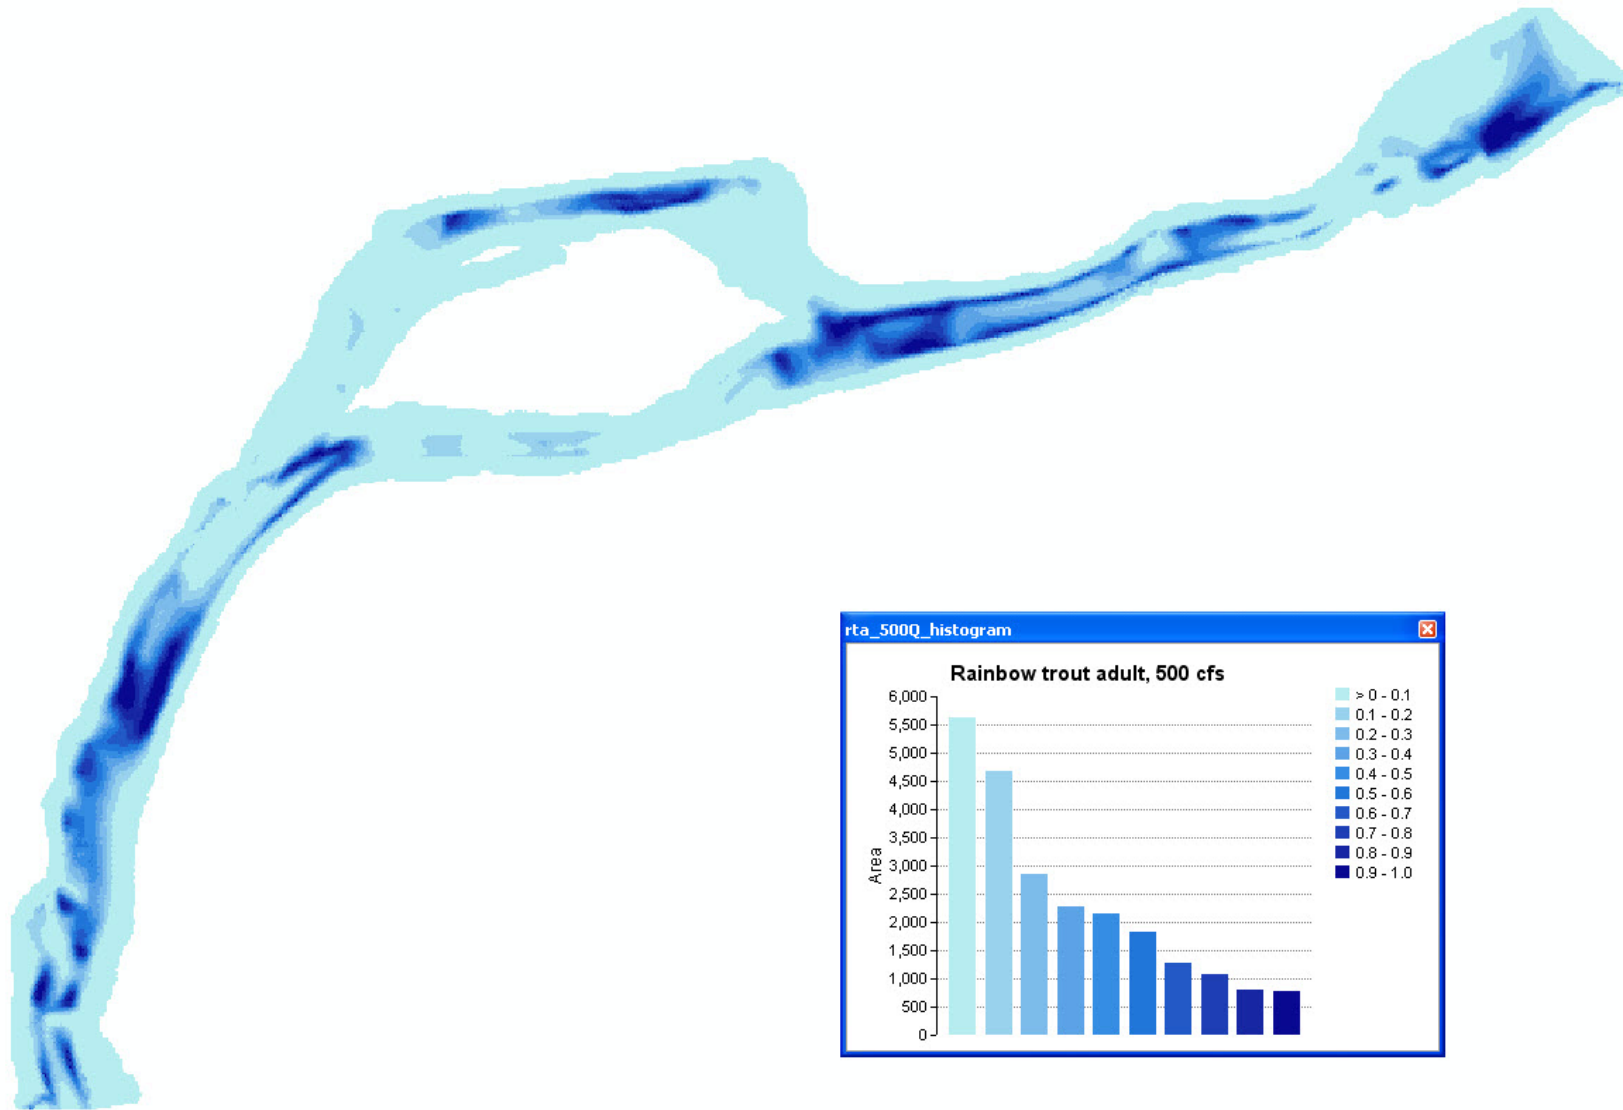 rta_500Q_histogram
Rainbow trout adult, 500 cfs
6,000
5,500
5,000
4,500
4,000
3,500
3,000
2,500
2,000
1,500
1,000
500
0
Area
> 0 - 0.1
0.1 - 0.2
0.2 - 0.3
0.3 - 0.4
0.4 - 0.5
0.5 - 0.6
0.6 - 0.7
0.7 - 0.8
0.8 - 0.9
0.9 - 1.0